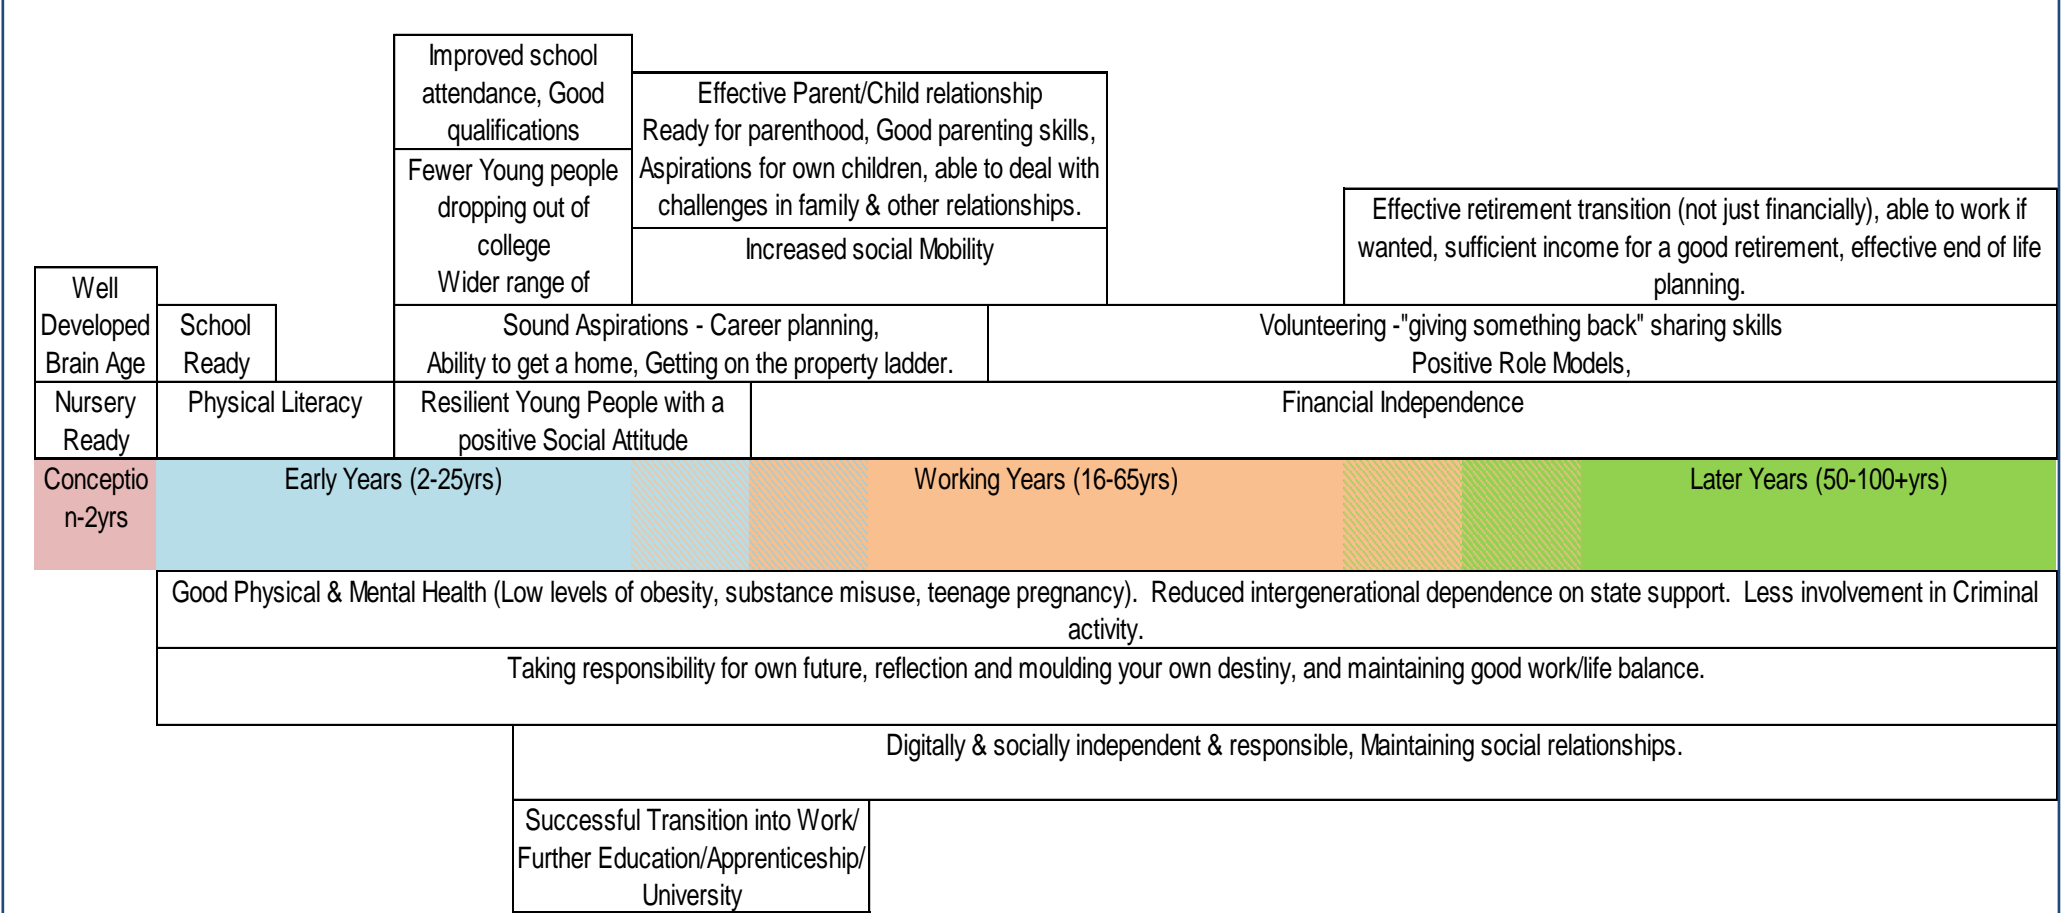 Improved school
attendance, Good
qualifications
Fewer Young people
dropping out of
college
Wider range of
Effective Parent/Child relationship
Ready for parenthood, Good parenting skills,
Aspirations for own children, able to deal with
challenges in family & other relationships.
Increased social Mobility
Effective retirement transition (not just financially), able to work if
wanted, sufficient income for a good retirement, effective end of life
planning.
Well
Developed
Brain Age
School
Ready
Sound Aspirations - Career planning,
Ability to get a home, Getting on the property ladder.
Volunteering -"giving something back" sharing skills
Positive Role Models,
Nursery
Ready
Physical Literacy
Resilient Young People with a
positive Social Attitude
Financial Independence
Conceptio
n-2yrs
Early Years (2-25yrs)
Working Years (16-65yrs)
Later Years (50-100+yrs)
Good Physical & Mental Health (Low levels of obesity, substance misuse, teenage pregnancy).  Reduced intergenerational dependence on state support.  Less involvement in Criminal
activity.
Taking responsibility for own future, reflection and moulding your own destiny, and maintaining good work/life balance.
Digitally & socially independent & responsible, Maintaining social relationships.
Successful Transition into Work/
Further Education/Apprenticeship/
University